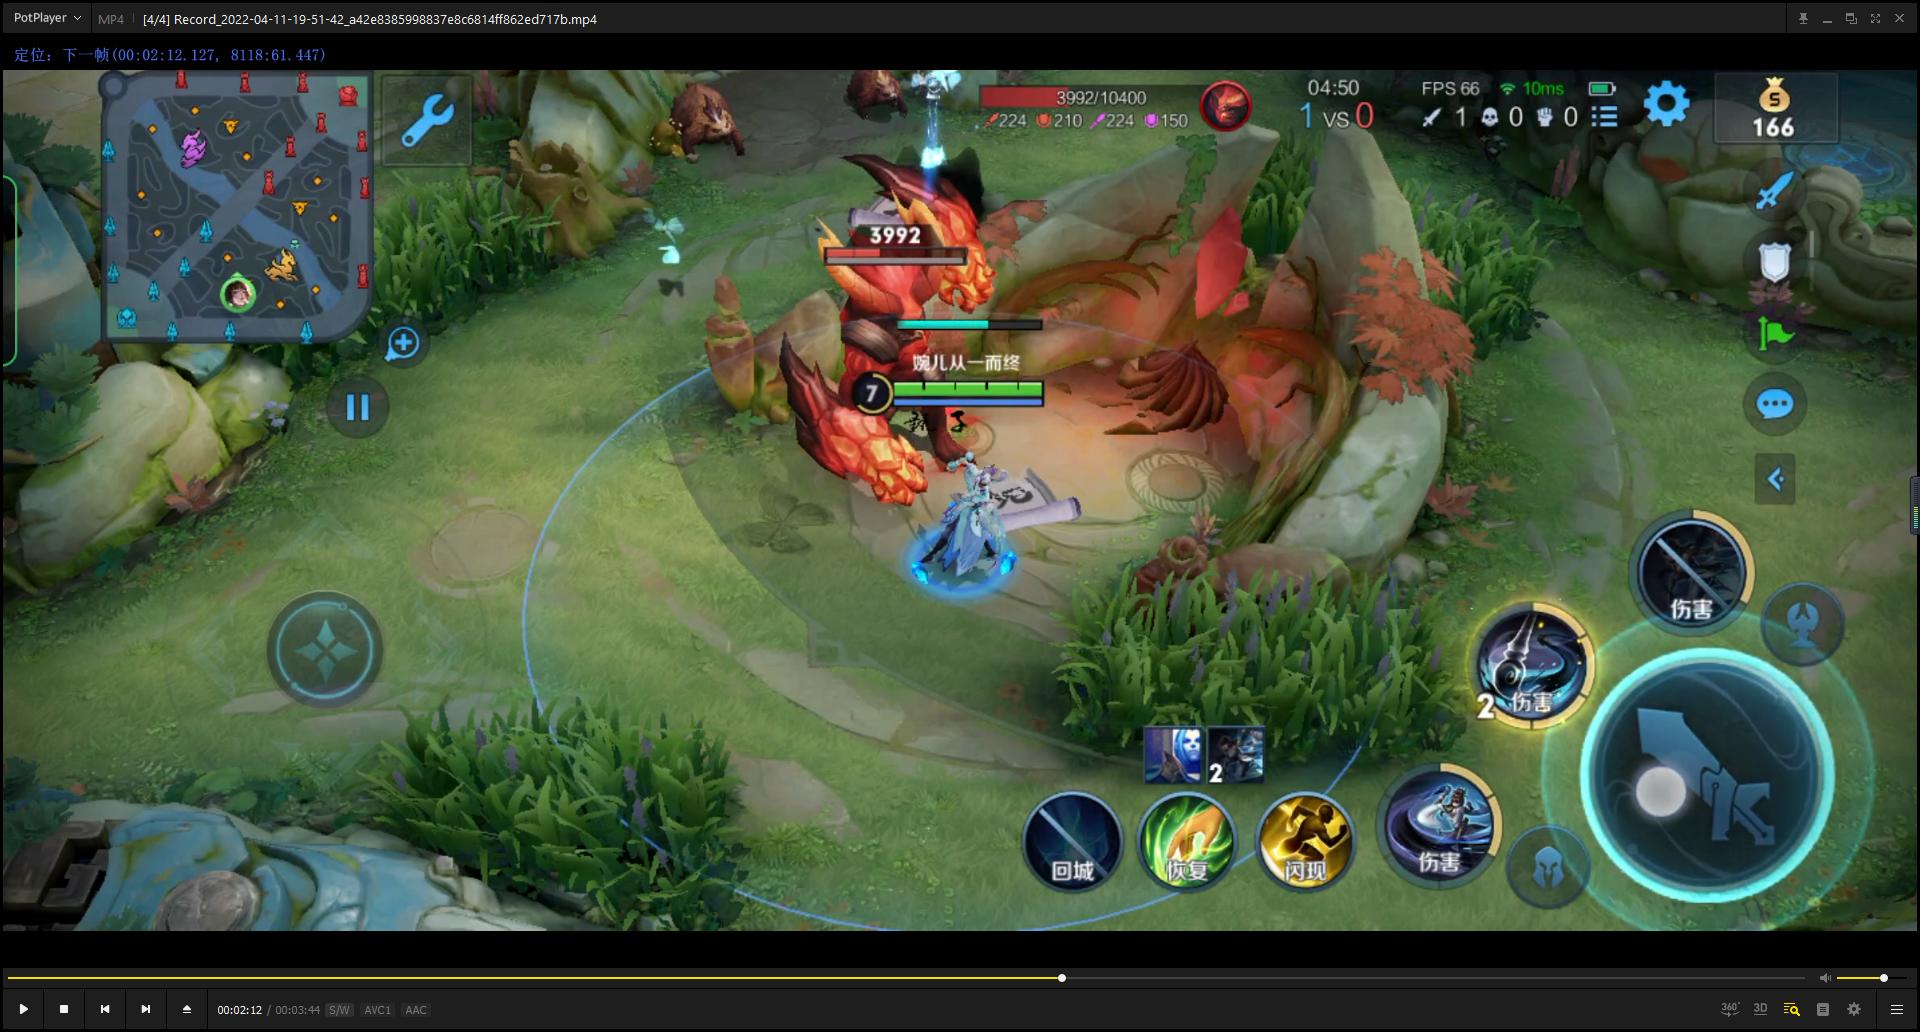 PotPlayer MP4 [4/4] Record_2022-04-11-19-51-42_a42e8385998837e8c6814ff862ed717b.mp4
定位: 下一帧(00:02:12.127, 8118:61.447)
3992/10400
224 210 224 150
04:50
1 VS 0
FPS 66 10ms
1 0 0
S
166
3992
婉儿从一而终
7
伤害
2 伤害
2
回城 恢复 闪现 伤害
00:02:12 / 00:03:44 S/W AVC1 AAC
360° 3D